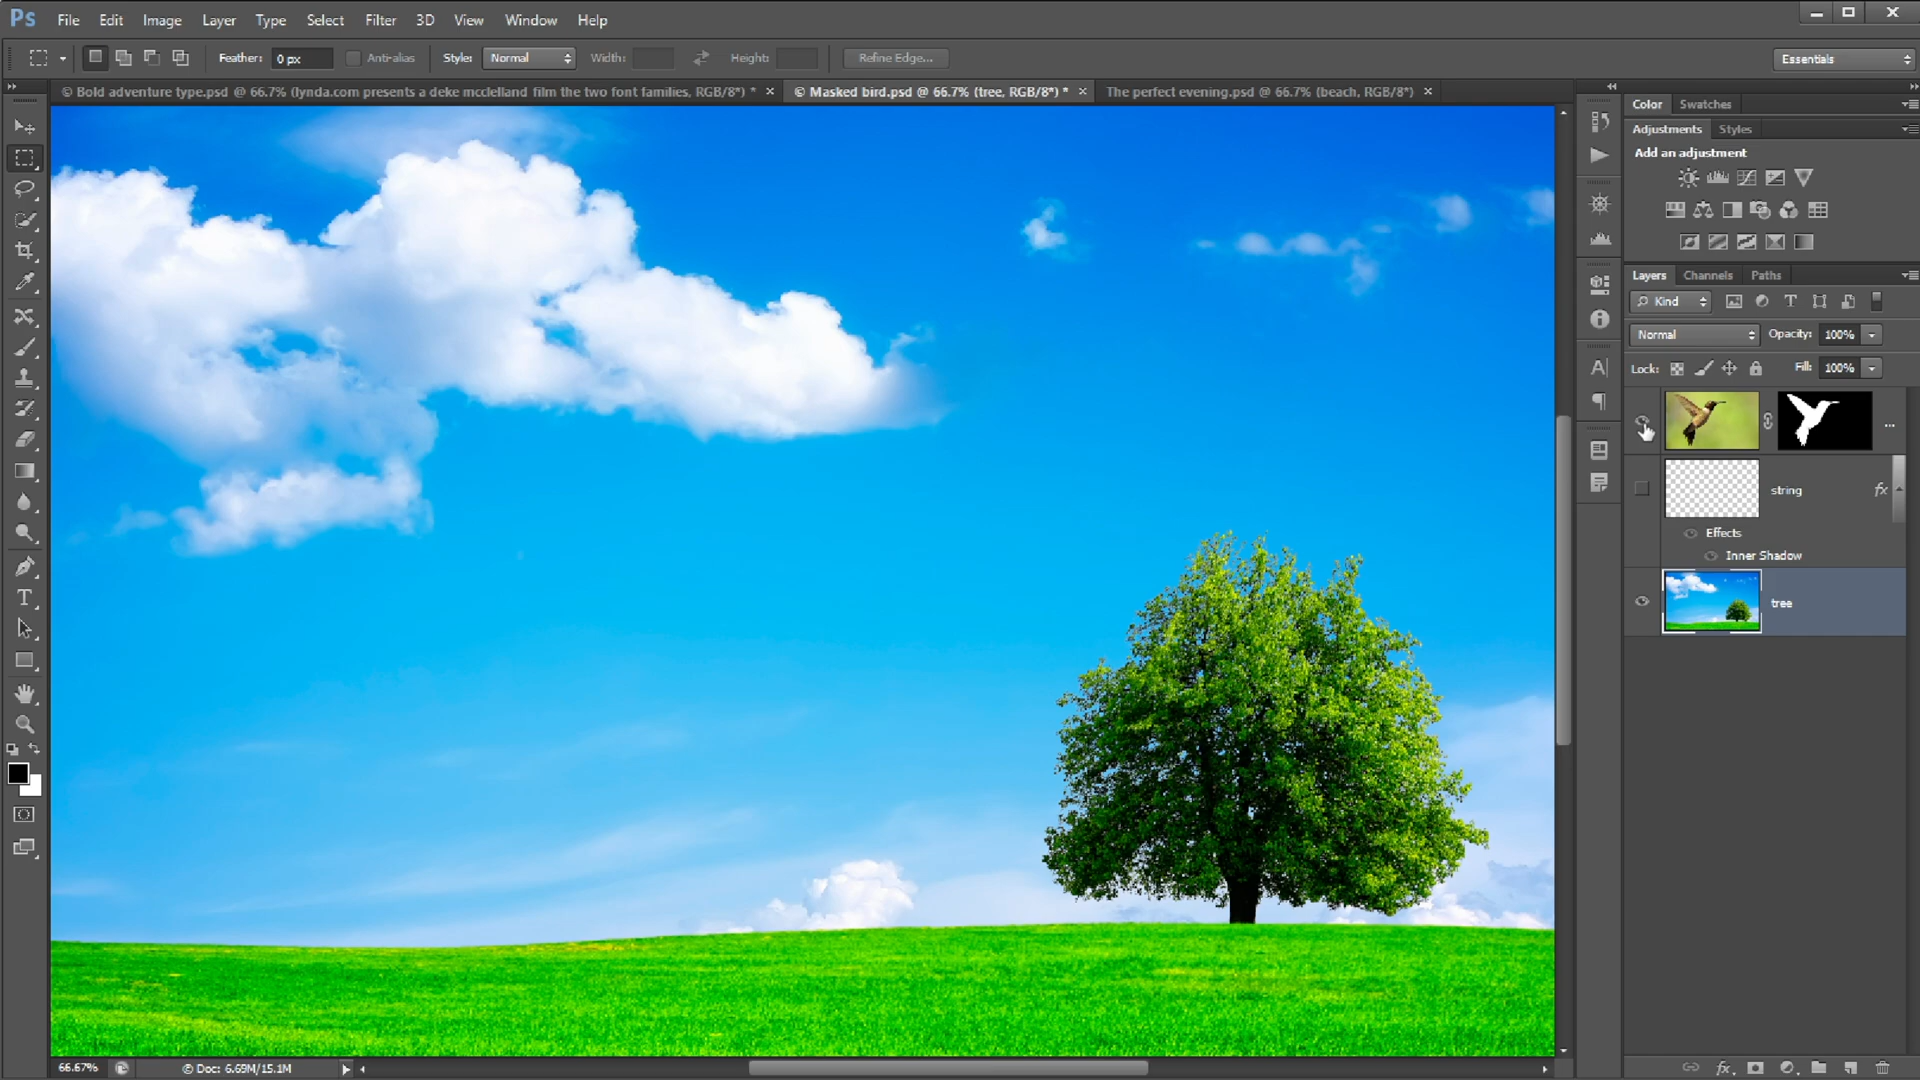 Ps File Edit Image Layer Type Select Filter 3D View Window Help
Feather: 0 px Anti-alias Style: Normal Width: Height: Refine Edge... Essentials
© Bold adventure type.psd @ 66.7% (lynda.com presents a deke mcclelland film the two font families, RGB/8*) * × © Masked bird.psd @ 66.7% (tree, RGB/8*) * × The perfect evening.psd @ 66.7% (beach, RGB/8*) ×
Color Swatches
Adjustments Styles
Add an adjustment
Layers Channels Paths
Kind
Normal Opacity: 100%
Lock: Fill: 100%
...
string fx
Effects
Inner Shadow
tree
66.67% © Doc: 6.69M/15.1M